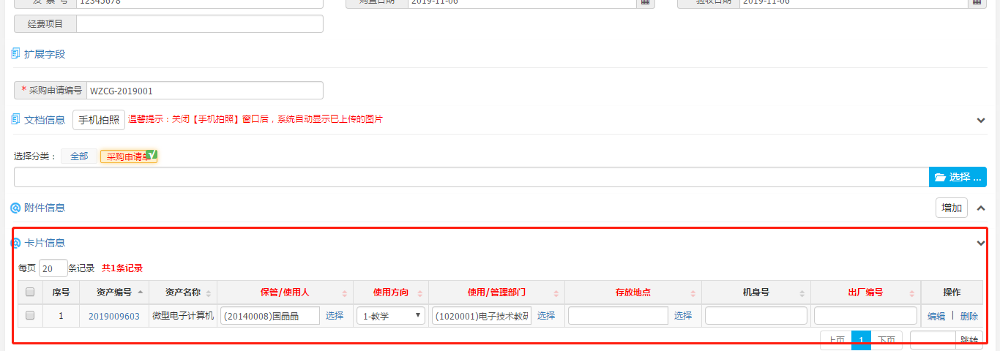 发 票 号 12345678 购置日期 2019-11-06 验收日期 2019-11-06
经费项目
扩展字段
* 采购申请编号 WZCG-2019001
文档信息 手机拍照 温馨提示：关闭【手机拍照】窗口后，系统自动显示已上传的图片
选择分类： 全部 采购申请单
选择 ...
附件信息 增加
卡片信息
每页 20 条记录 共1条记录
序号 资产编号 资产名称 保管/使用人 使用方向 使用/管理部门 存放地点 机身号 出厂编号 操作
1 2019009603 微型电子计算机 (20140008)国晶晶 选择 1-教学 (1020001)电子技术教研 选择 选择 编辑 | 删除
上页 1 下页 跳转